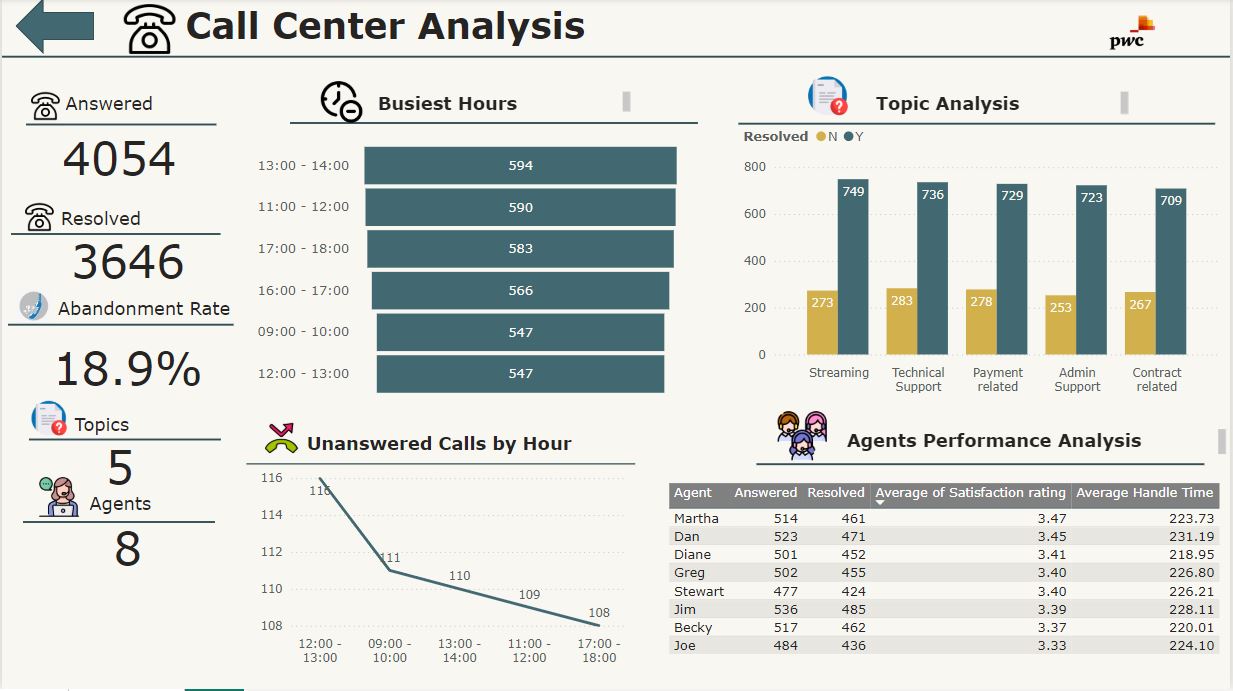 Call Center Analysis
pwc
Answered
4054
Resolved
3646
Abandonment Rate
18.9%
Topics
5
Agents
8
Busiest Hours
13:00 - 14:00 594
11:00 - 12:00 590
17:00 - 18:00 583
16:00 - 17:00 566
09:00 - 10:00 547
12:00 - 13:00 547
Topic Analysis
Resolved N Y
800
600
400
200
0
749
736
729
723
709
273
283
278
253
267
Streaming
Technical
Support
Payment
related
Admin
Support
Contract
related
Unanswered Calls by Hour
116
114
112
110
108
116
111
110
109
108
12:00 -
13:00
09:00 -
10:00
13:00 -
14:00
11:00 -
12:00
17:00 -
18:00
Agents Performance Analysis
Agent Answered Resolved Average of Satisfaction rating Average Handle Time
Martha 514 461 3.47 223.73
Dan 523 471 3.45 231.19
Diane 501 452 3.41 218.95
Greg 502 455 3.40 226.80
Stewart 477 424 3.40 226.21
Jim 536 485 3.39 228.11
Becky 517 462 3.37 220.01
Joe 484 436 3.33 224.10